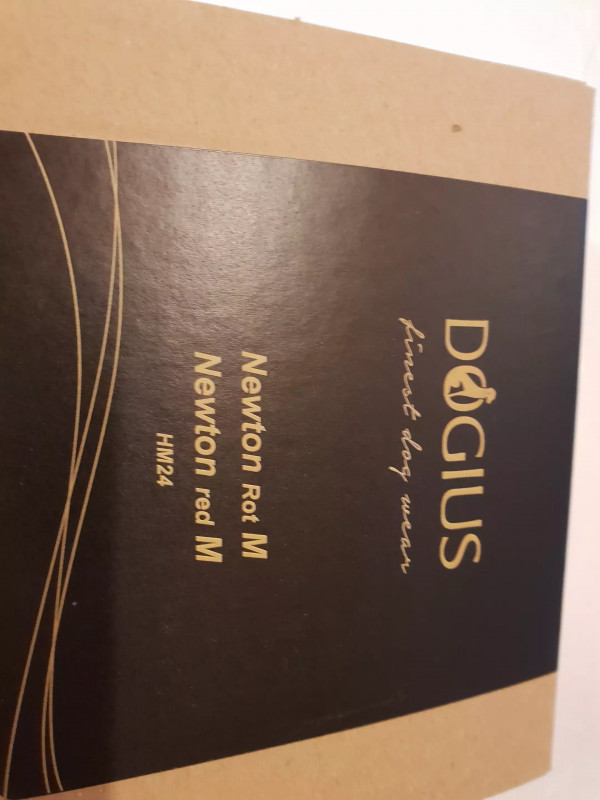 DOGIUS
finest dog wear
Newton Rot M
Newton red M
HM24